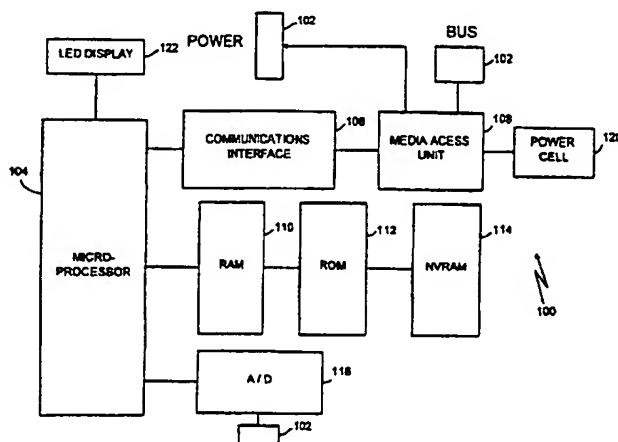 102
BUS
LED DISPLAY
122
POWER
102
106
108
COMMUNICATIONS INTERFACE
MEDIA ACESS UNIT
POWER CELL
120
104
110
112
114
MICRO-PROCESSOR
RAM
ROM
NVRAM
100
A / D
118
102